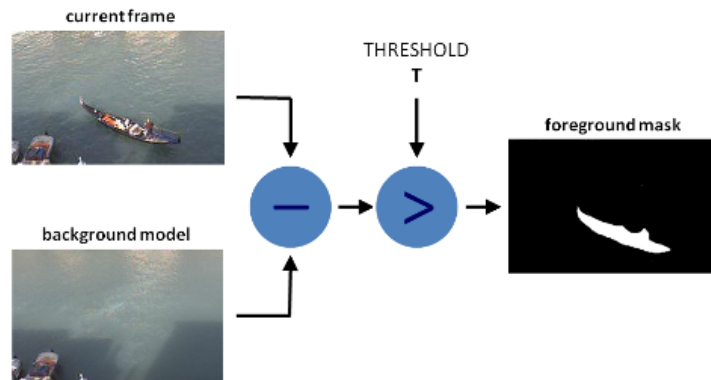 current frame
THRESHOLD
T
foreground mask
−
>
background model